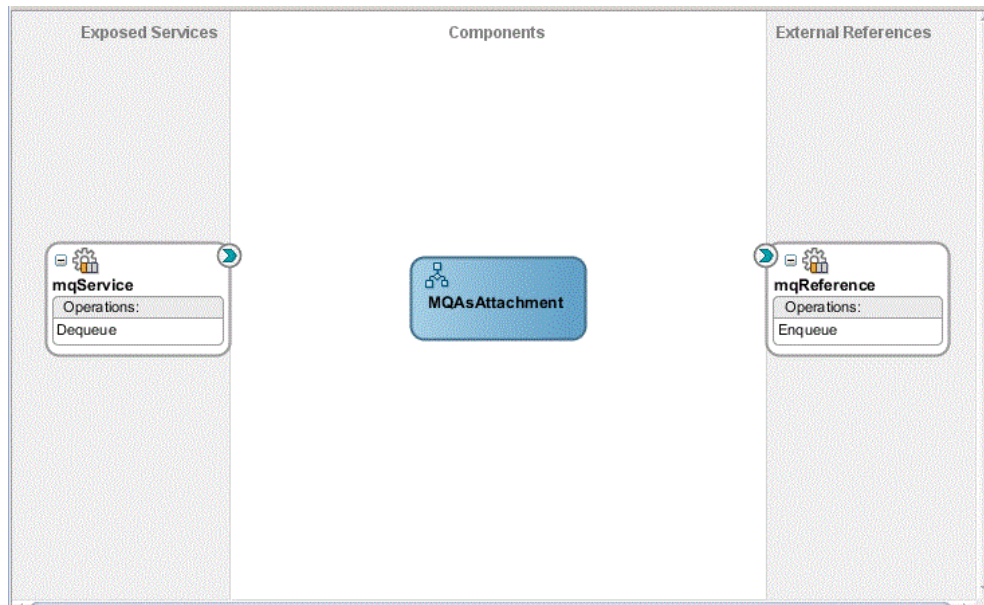 Exposed Services
Components
External References
mqService
Operations:
Dequeue
MQAsAttachment
mqReference
Operations:
Enqueue